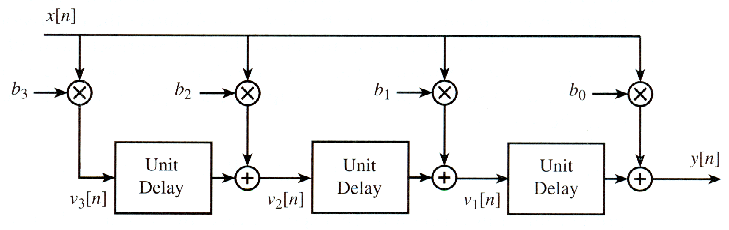 x[n]
b₃
b₂
b₁
b₀
Unit
Delay
Unit
Delay
Unit
Delay
y[n]
v₃[n]
v₂[n]
v₁[n]